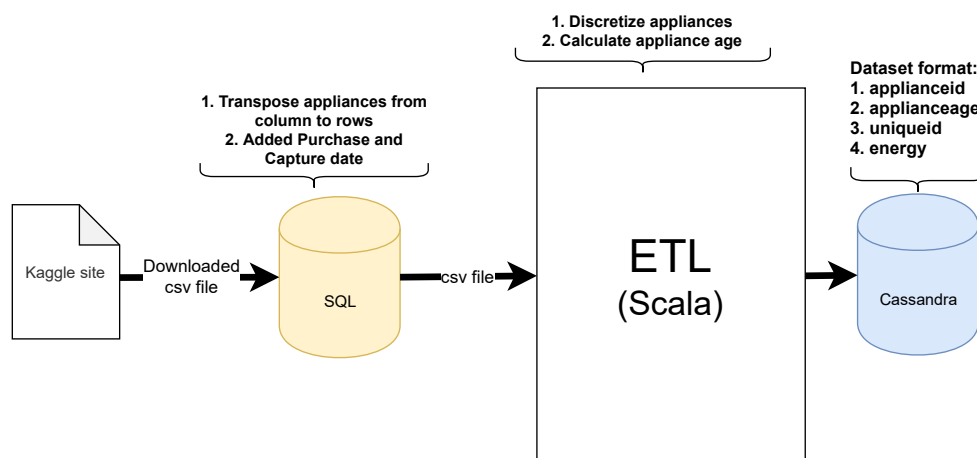 1. Discretize appliances
2. Calculate appliance age
Dataset format:
1. applianceid
2. applianceage
3. uniqueid
4. energy
1. Transpose appliances from
column to rows
2. Added Purchase and
Capture date
Kaggle site
Downloaded
csv file
SQL
csv file
ETL
(Scala)
Cassandra